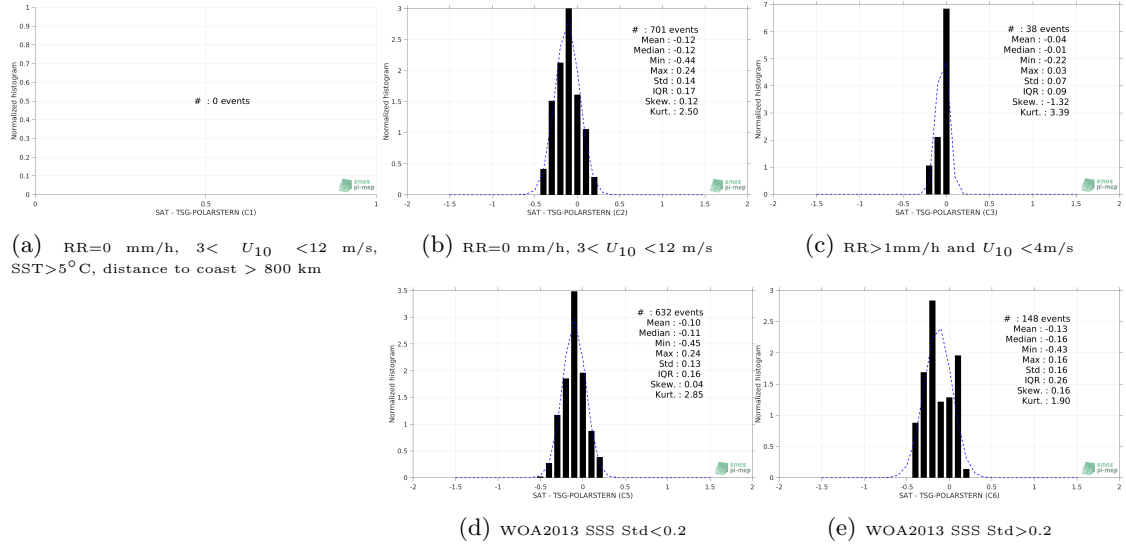 Normalized histogram
1
0.9
0.8
0.7
0.6
0.5
0.4
0.3
0.2
0.1
0
# : 0 events
smos
pi-mep
0 0.5 1
SAT - TSG-POLARSTERN (C1)
(a) RR=0 mm/h, 3< U10 <12 m/s,
SST>5°C, distance to coast > 800 km
Normalized histogram
3
2.5
2
1.5
1
0.5
0
# : 701 events
Mean : -0.12
Median : -0.12
Min : -0.44
Max : 0.24
Std : 0.14
IQR : 0.17
Skew. : 0.12
Kurt. : 2.50
smos
pi-mep
-2 -1.5 -1 -0.5 0 0.5 1 1.5 2
SAT - TSG-POLARSTERN (C2)
(b) RR=0 mm/h, 3< U10 <12 m/s
Normalized histogram
7
6
5
4
3
2
1
0
# : 38 events
Mean : -0.04
Median : -0.01
Min : -0.22
Max : 0.03
Std : 0.07
IQR : 0.09
Skew. : -1.32
Kurt. : 3.39
smos
pi-mep
-2 -1.5 -1 -0.5 0 0.5 1 1.5 2
SAT - TSG-POLARSTERN (C3)
(c) RR>1mm/h and U10 <4m/s
Normalized histogram
3.5
3
2.5
2
1.5
1
0.5
0
# : 632 events
Mean : -0.10
Median : -0.11
Min : -0.45
Max : 0.24
Std : 0.13
IQR : 0.16
Skew. : 0.04
Kurt. : 2.85
smos
pi-mep
-2 -1.5 -1 -0.5 0 0.5 1 1.5 2
SAT - TSG-POLARSTERN (C5)
(d) WOA2013 SSS Std<0.2
Normalized histogram
3
2.5
2
1.5
1
0.5
0
# : 148 events
Mean : -0.13
Median : -0.16
Min : -0.43
Max : 0.16
Std : 0.16
IQR : 0.26
Skew. : 0.16
Kurt. : 1.90
smos
pi-mep
-2 -1.5 -1 -0.5 0 0.5 1 1.5 2
SAT - TSG-POLARSTERN (C6)
(e) WOA2013 SSS Std>0.2